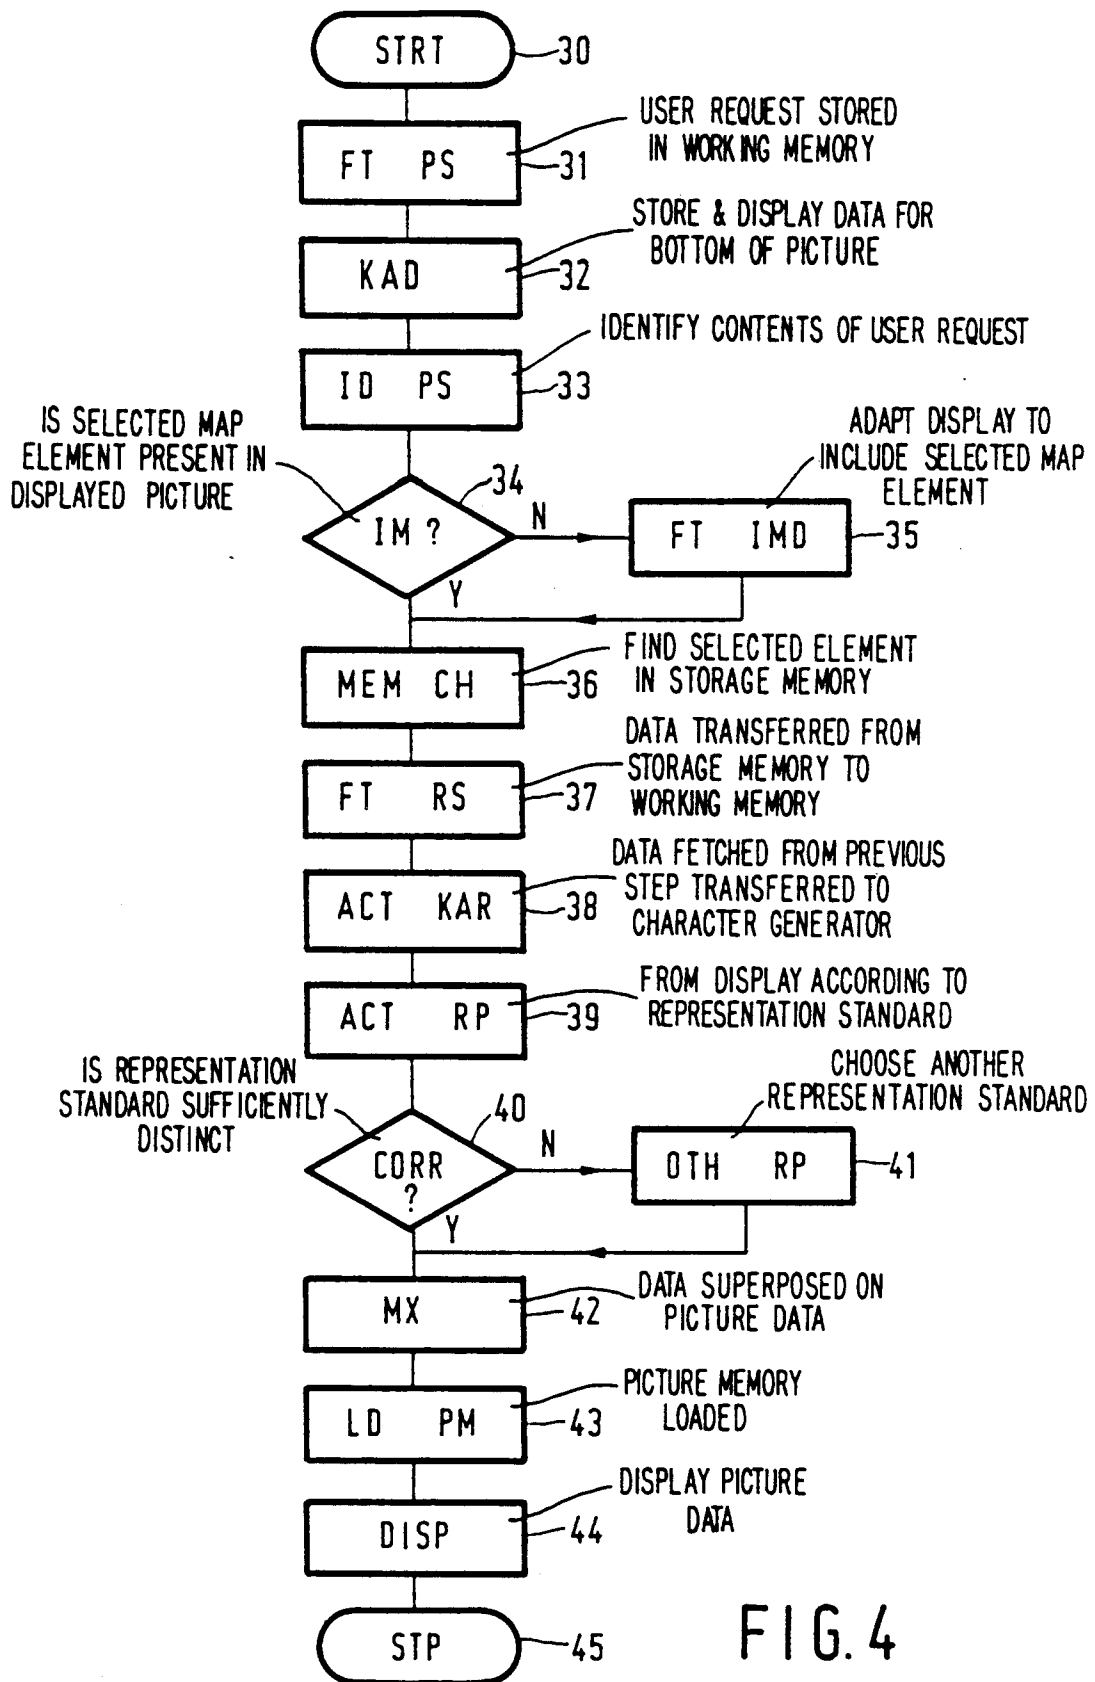 STRT
30
USER REQUEST STORED
IN WORKING MEMORY
FT PS
31
STORE & DISPLAY DATA FOR
BOTTOM OF PICTURE
KAD
32
IDENTIFY CONTENTS OF USER REQUEST
ID PS
33
IS SELECTED MAP
ELEMENT PRESENT IN
DISPLAYED PICTURE
34
IM ?
N
Y
ADAPT DISPLAY TO
INCLUDE SELECTED MAP
ELEMENT
FT IMD
35
FIND SELECTED ELEMENT
IN STORAGE MEMORY
MEM CH
36
DATA TRANSFERRED FROM
STORAGE MEMORY TO
WORKING MEMORY
FT RS
37
DATA FETCHED FROM PREVIOUS
STEP TRANSFERRED TO
CHARACTER GENERATOR
ACT KAR
38
FROM DISPLAY ACCORDING TO
REPRESENTATION STANDARD
ACT RP
39
IS REPRESENTATION
STANDARD SUFFICIENTLY
DISTINCT
40
CORR
?
N
Y
CHOOSE ANOTHER
REPRESENTATION STANDARD
OTH RP
41
DATA SUPERPOSED ON
PICTURE DATA
MX
42
PICTURE MEMORY
LOADED
LD PM
43
DISPLAY PICTURE
DATA
DISP
44
STP
45
FIG. 4